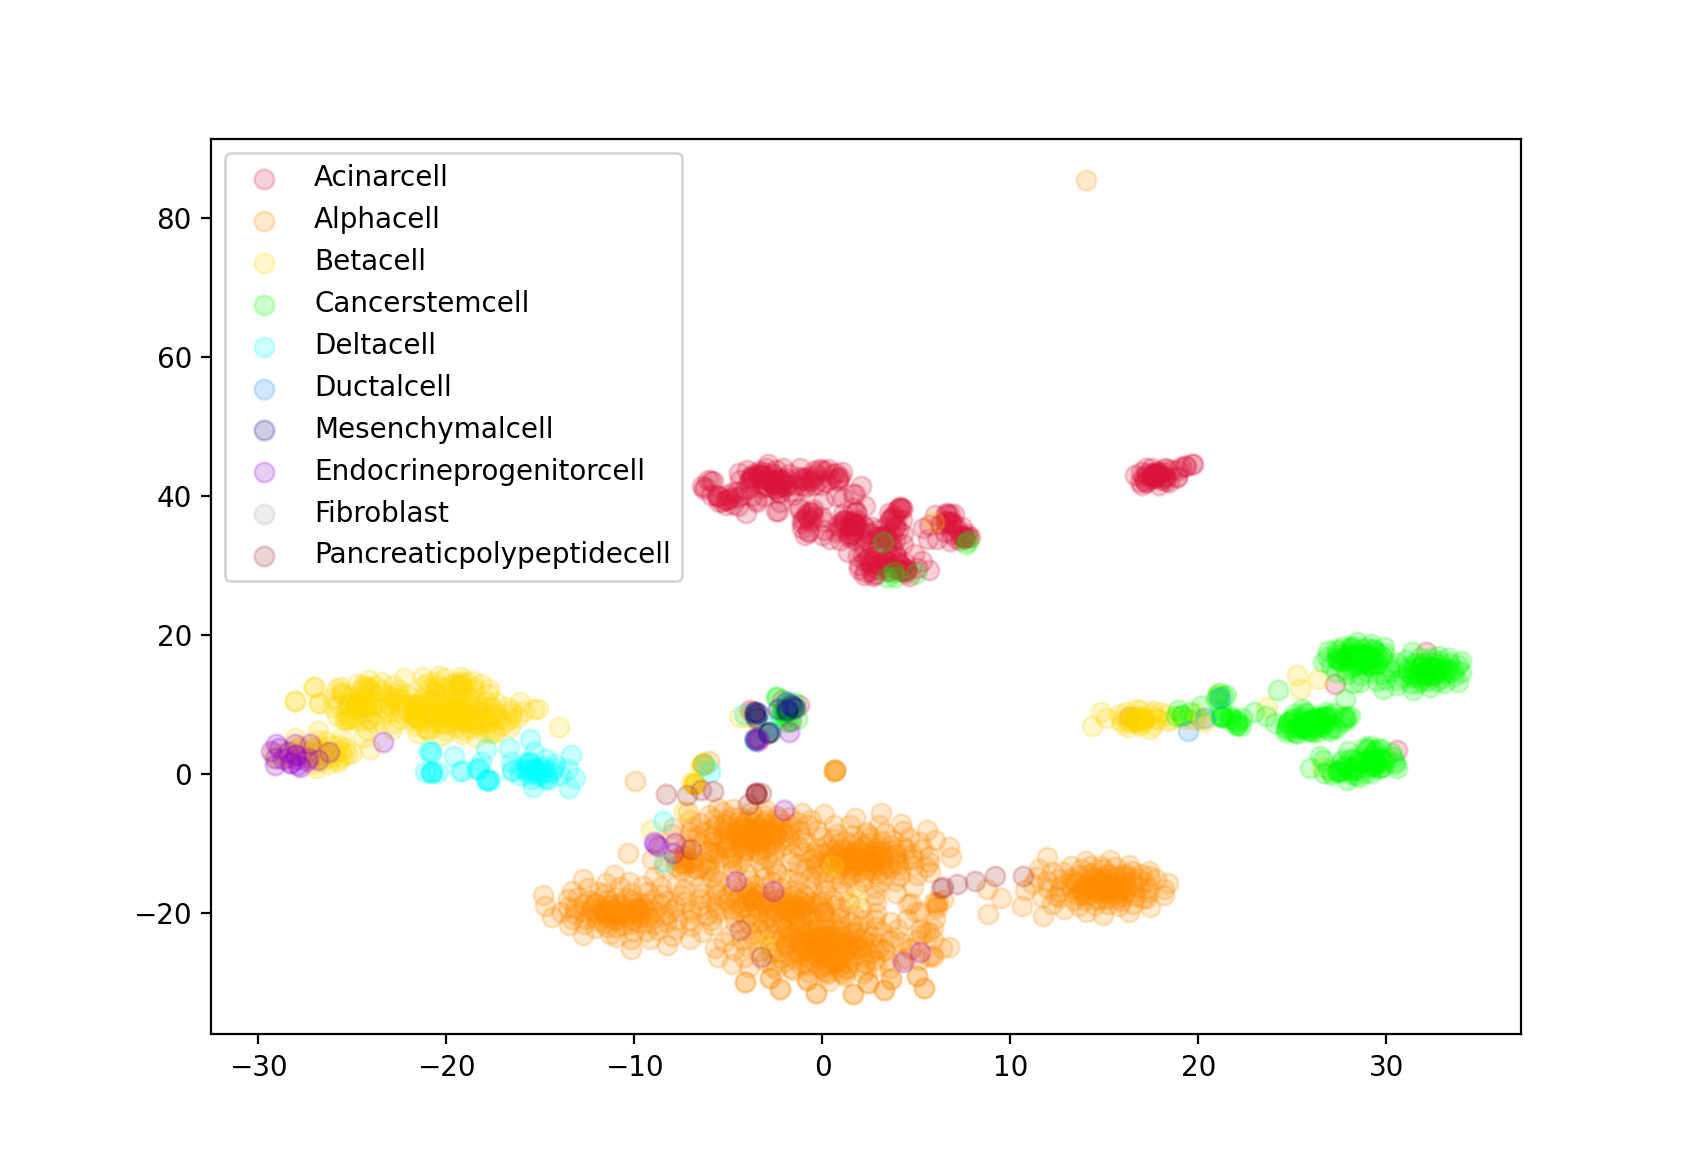 Acinarcell
Alphacell
Betacell
Cancerstemcell
Deltacell
Ductalcell
Mesenchymalcell
Endocrineprogenitorcell
Fibroblast
Pancreaticpolypeptidecell
80
60
40
20
0
−20
−30
−20
−10
0
10
20
30